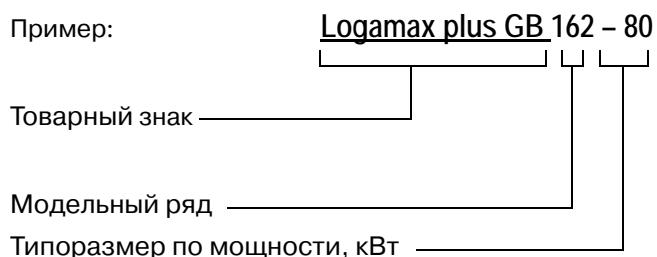 Пример: Logamax plus GB 162 – 80
Товарный знак
Модельный ряд
Типоразмер по мощности, кВт